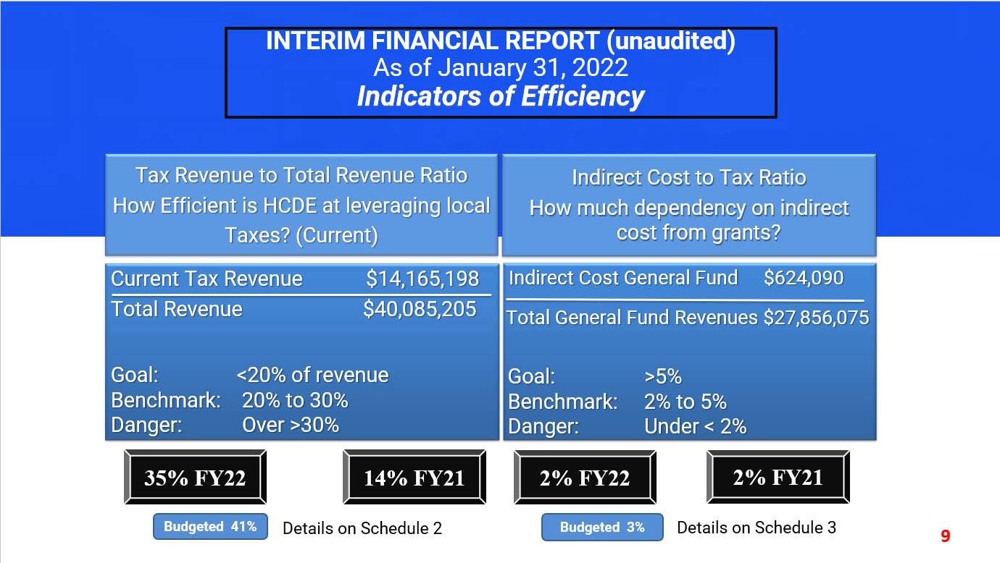 INTERIM FINANCIAL REPORT (unaudited)
As of January 31, 2022
Indicators of Efficiency
Tax Revenue to Total Revenue Ratio
How Efficient is HCDE at leveraging local
Taxes? (Current)
Indirect Cost to Tax Ratio
How much dependency on indirect
cost from grants?
Current Tax Revenue $14,165,198
Total Revenue $40,085,205
Goal: <20% of revenue
Benchmark: 20% to 30%
Danger: Over >30%
Indirect Cost General Fund $624,090
Total General Fund Revenues $27,856,075
Goal: >5%
Benchmark: 2% to 5%
Danger: Under < 2%
35% FY22
14% FY21
2% FY22
2% FY21
Budgeted 41%
Details on Schedule 2
Budgeted 3%
Details on Schedule 3
9